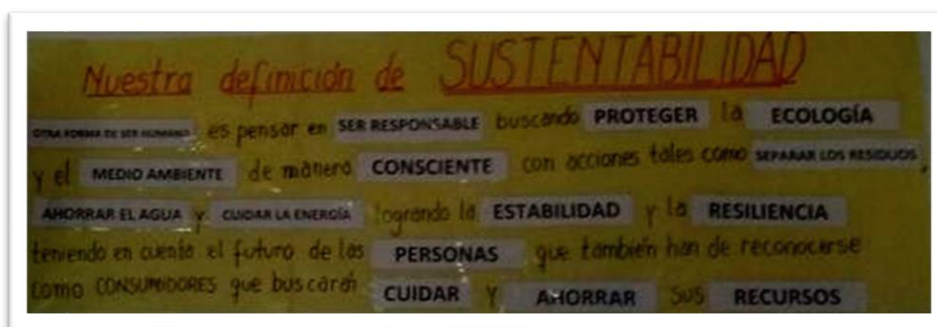 Nuestra definición de SUSTENTABILIDAD
OTRA FORMA DE SER HUMANO es pensar en SER RESPONSABLE buscando PROTEGER la ECOLOGÍA
y el MEDIO AMBIENTE de manera CONSCIENTE con acciones tales como SEPARAR LOS RESIDUOS,
AHORRAR EL AGUA y CUIDAR LA ENERGÍA logrando la ESTABILIDAD y la RESILIENCIA
teniendo en cuenta el futuro de las PERSONAS que también han de reconocerse
como CONSUMIDORES que buscarán CUIDAR Y AHORRAR SUS RECURSOS